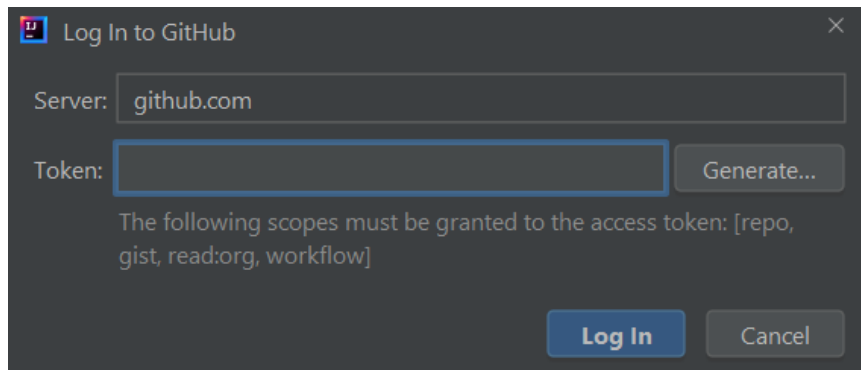 IJ
Log In to GitHub
Server: github.com
Token: Generate...
The following scopes must be granted to the access token: [repo,
gist, read:org, workflow]
Log In Cancel